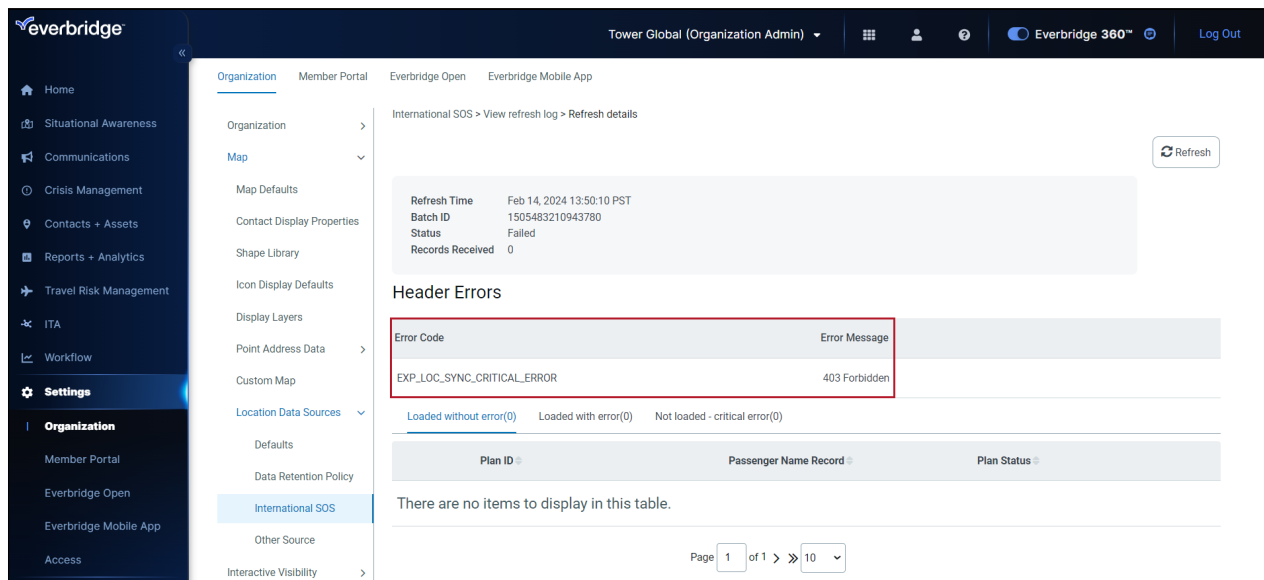 everbridge™
Tower Global (Organization Admin)
Everbridge 360™
Log Out
Home
Situational Awareness
Communications
Crisis Management
Contacts + Assets
Reports + Analytics
Travel Risk Management
ITA
Workflow
Settings
Organization
Member Portal
Everbridge Open
Everbridge Mobile App
Access
Organization Member Portal Everbridge Open Everbridge Mobile App
Organization
Map
Map Defaults
Contact Display Properties
Shape Library
Icon Display Defaults
Display Layers
Point Address Data
Custom Map
Location Data Sources
Defaults
Data Retention Policy
International SOS
Other Source
Interactive Visibility
International SOS > View refresh log > Refresh details
Refresh
Refresh Time Feb 14, 2024 13:50:10 PST
Batch ID 1505483210943780
Status Failed
Records Received 0
Header Errors
Error Code Error Message
EXP_LOC_SYNC_CRITICAL_ERROR 403 Forbidden
Loaded without error(0) Loaded with error(0) Not loaded - critical error(0)
Plan ID Passenger Name Record Plan Status
There are no items to display in this table.
Page 1 of 1 > » 10